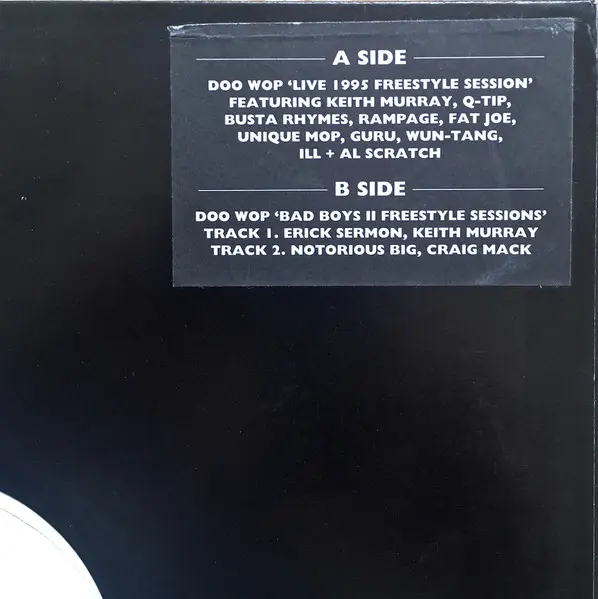 A SIDE
DOO WOP ‘LIVE 1995 FREESTYLE SESSION’
FEATURING KEITH MURRAY, Q-TIP,
BUSTA RHYMES, RAMPAGE, FAT JOE,
UNIQUE MOP, GURU, WUN-TANG,
ILL + AL SCRATCH
B SIDE
DOO WOP ‘BAD BOYS II FREESTYLE SESSIONS’
TRACK 1. ERICK SERMON, KEITH MURRAY
TRACK 2. NOTORIOUS BIG, CRAIG MACK